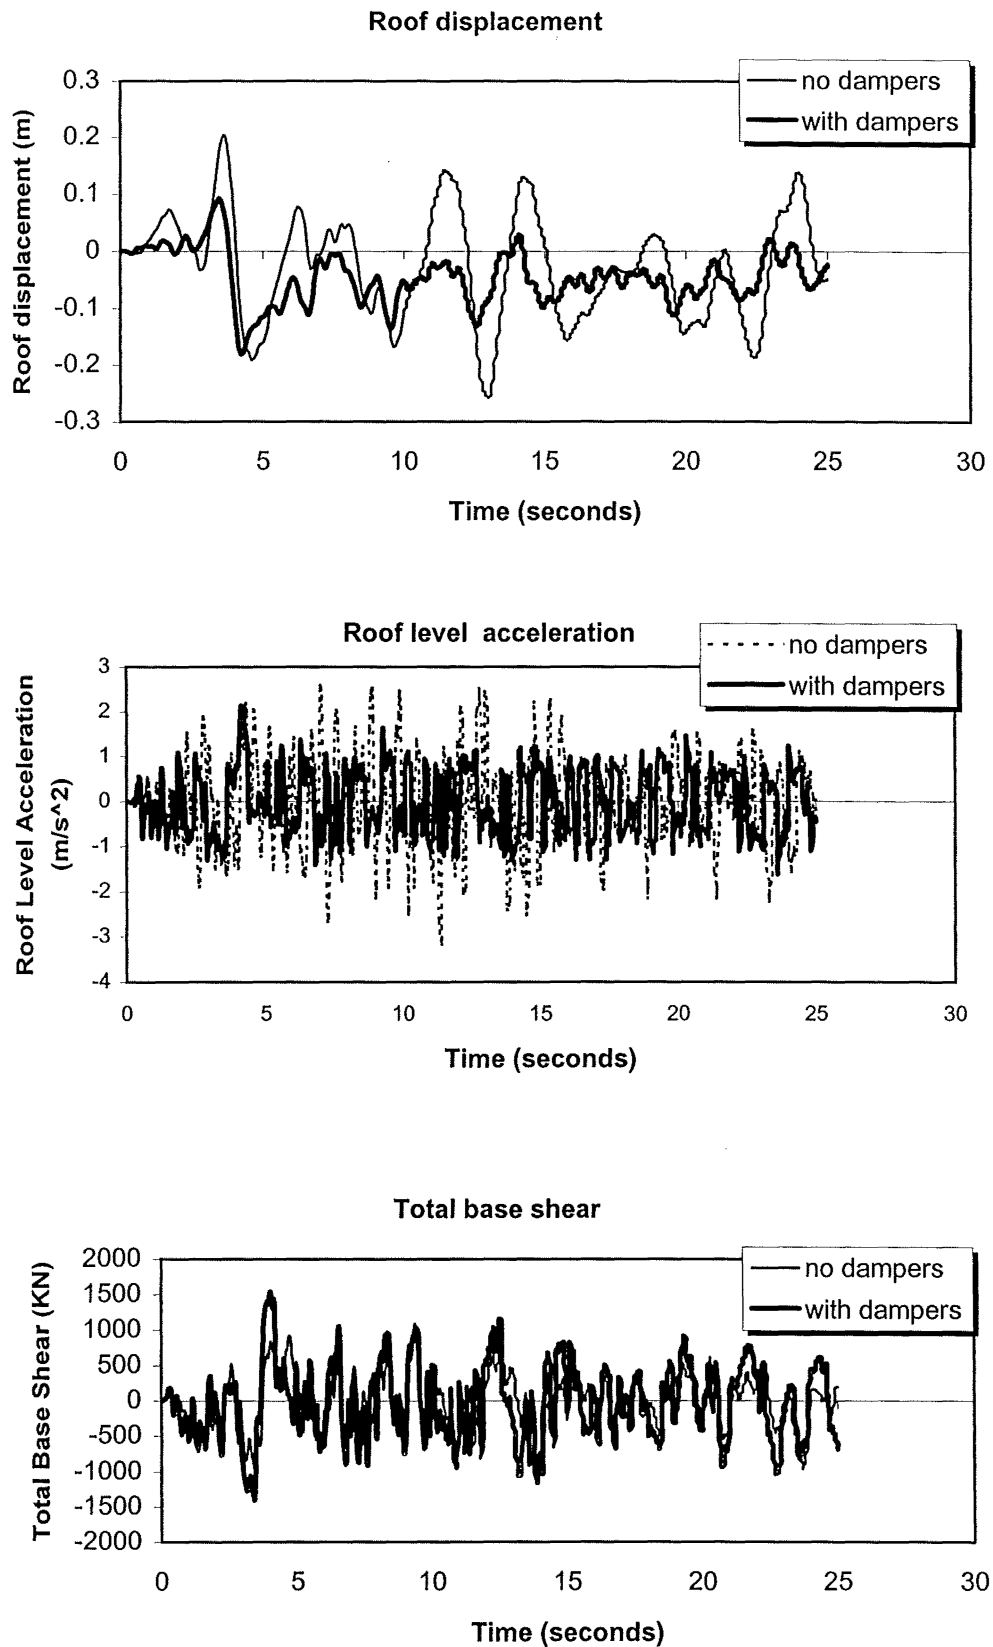 Roof displacement
no dampers
with dampers
Roof displacement (m)
0.3
0.2
0.1
0
-0.1
-0.2
-0.3
0 5 10 15 20 25 30
Time (seconds)
Roof level acceleration
no dampers
with dampers
Roof Level Acceleration
(m/s^2)
3
2
1
0
-1
-2
-3
-4
0 5 10 15 20 25 30
Time (seconds)
Total base shear
no dampers
with dampers
Total Base Shear (KN)
2000
1500
1000
500
0
-500
-1000
-1500
-2000
0 5 10 15 20 25 30
Time (seconds)